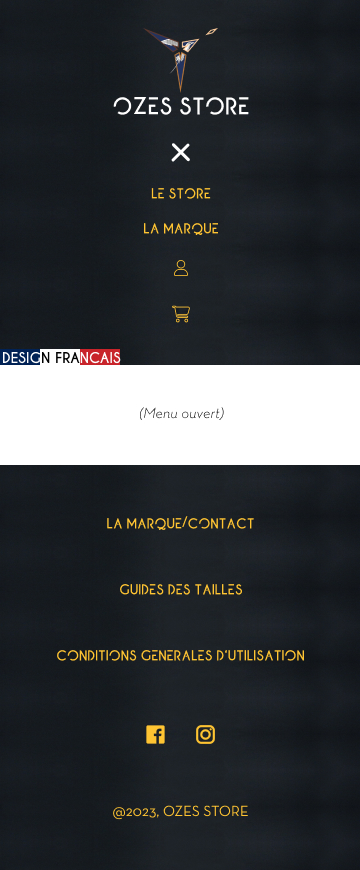 OZES STORE
LE STORE
LA MARQUE
DESIGN FRANCAIS
(Menu ouvert)
LA MARQUE/CONTACT
GUIDES DES TAILLES
CONDITIONS GENERALES D'UTILISATION
@2023, OZES STORE